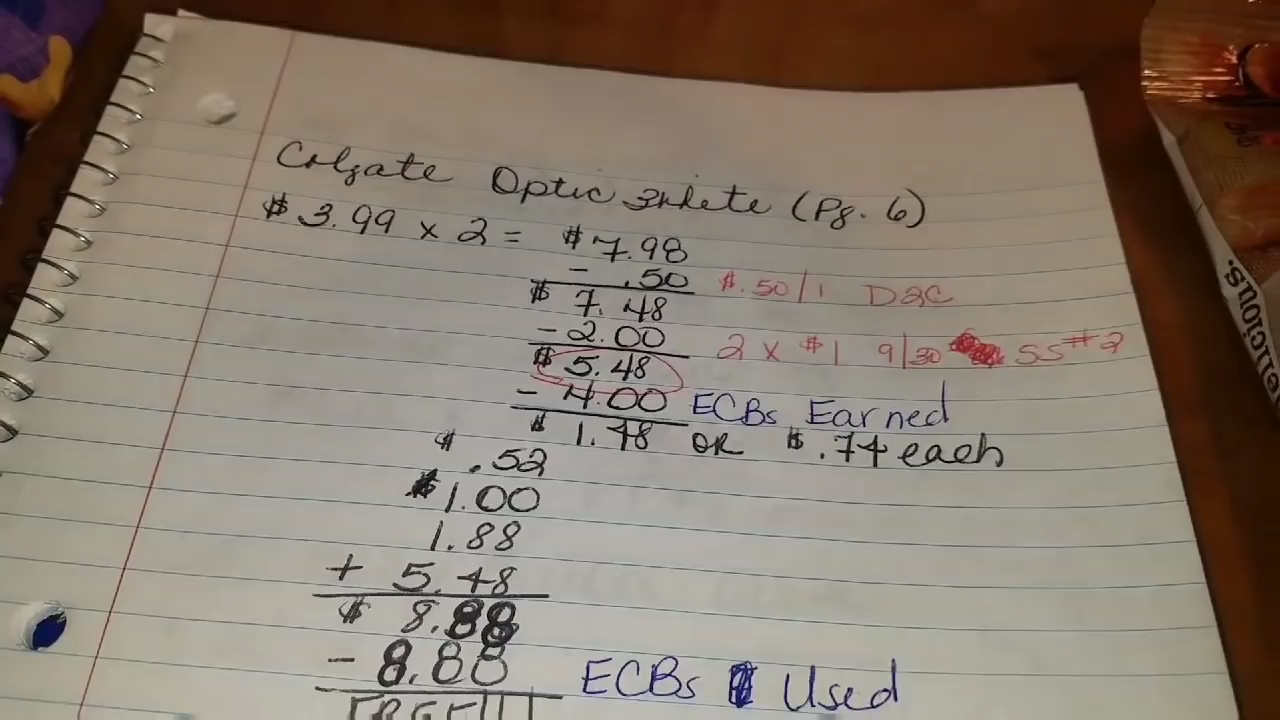 Colgate Optic White (Pg. 6)
$3.99 x 2 = $7.98
- .50 $.50/1 D2C
$ 7.48
- 2.00 2 x $1 9/30 SS#2
$ 5.48
- 4.00 ECBs Earned
$ 1.48 OR $.74 each
$ .52
$1.00
1.88
+ 5.48
$ 8.88
- 8.88 ECBs Used
FREE!!!